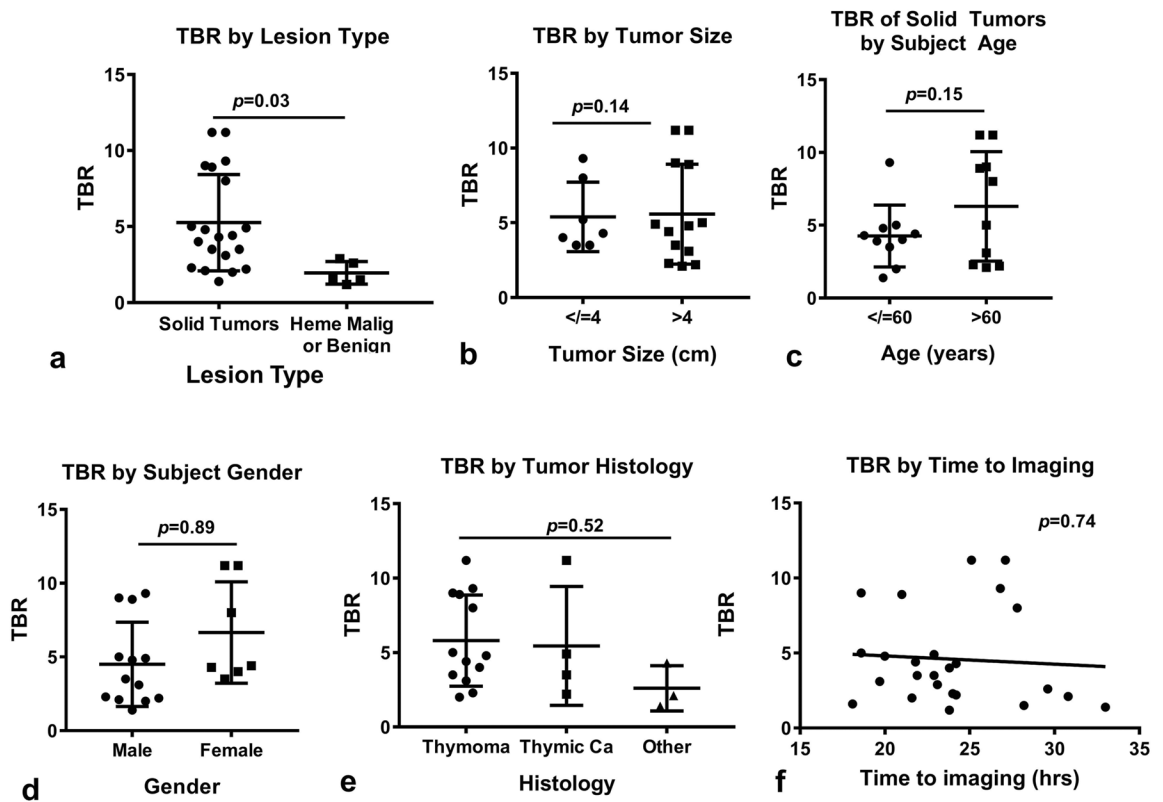 TBR by Lesion Type
15
10
5
0
TBR
p=0.03
Solid Tumors
Heme Malig
or Benign
Lesion Type
a
TBR by Tumor Size
15
10
5
0
TBR
p=0.14
</=4
>4
Tumor Size (cm)
b
TBR of Solid Tumors
by Subject Age
15
10
5
0
TBR
p=0.15
</=60
>60
Age (years)
c
TBR by Subject Gender
15
10
5
0
TBR
p=0.89
Male
Female
Gender
d
TBR by Tumor Histology
15
10
5
0
TBR
p=0.52
Thymoma
Thymic Ca
Other
Histology
e
TBR by Time to Imaging
15
10
5
0
TBR
p=0.74
15
20
25
30
35
Time to imaging (hrs)
f